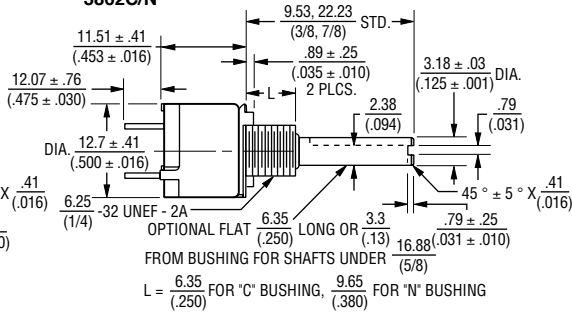 9.53, 22.23 STD.
(3/8, 7/8)
11.51 ± .41
(.453 ± .016)
.89 ± .25
(.035 ± .010)
2 PLCS.
3.18 ± .03 DIA.
(.125 ± .001)
12.07 ± .76
(.475 ± .030)
L
2.38
(.094)
.79
(.031)
DIA. 12.7 ± .41
(.500 ± .016)
X .41
(.016)
6.25 -32 UNEF - 2A
(1/4)
45 ° ± 5 ° X .41
(.016)
OPTIONAL FLAT 6.35 LONG OR 3.3
(.250) (.13)
.79 ± .25
(.031 ± .010)
FROM BUSHING FOR SHAFTS UNDER 16.88
(5/8)
L = 6.35 FOR "C" BUSHING, 9.65 FOR "N" BUSHING
(.250) (.380)